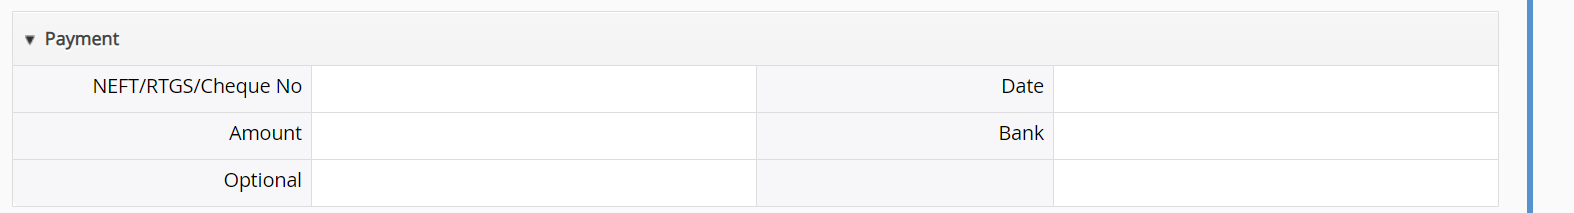 Payment
NEFT/RTGS/Cheque No
Date
Amount
Bank
Optional